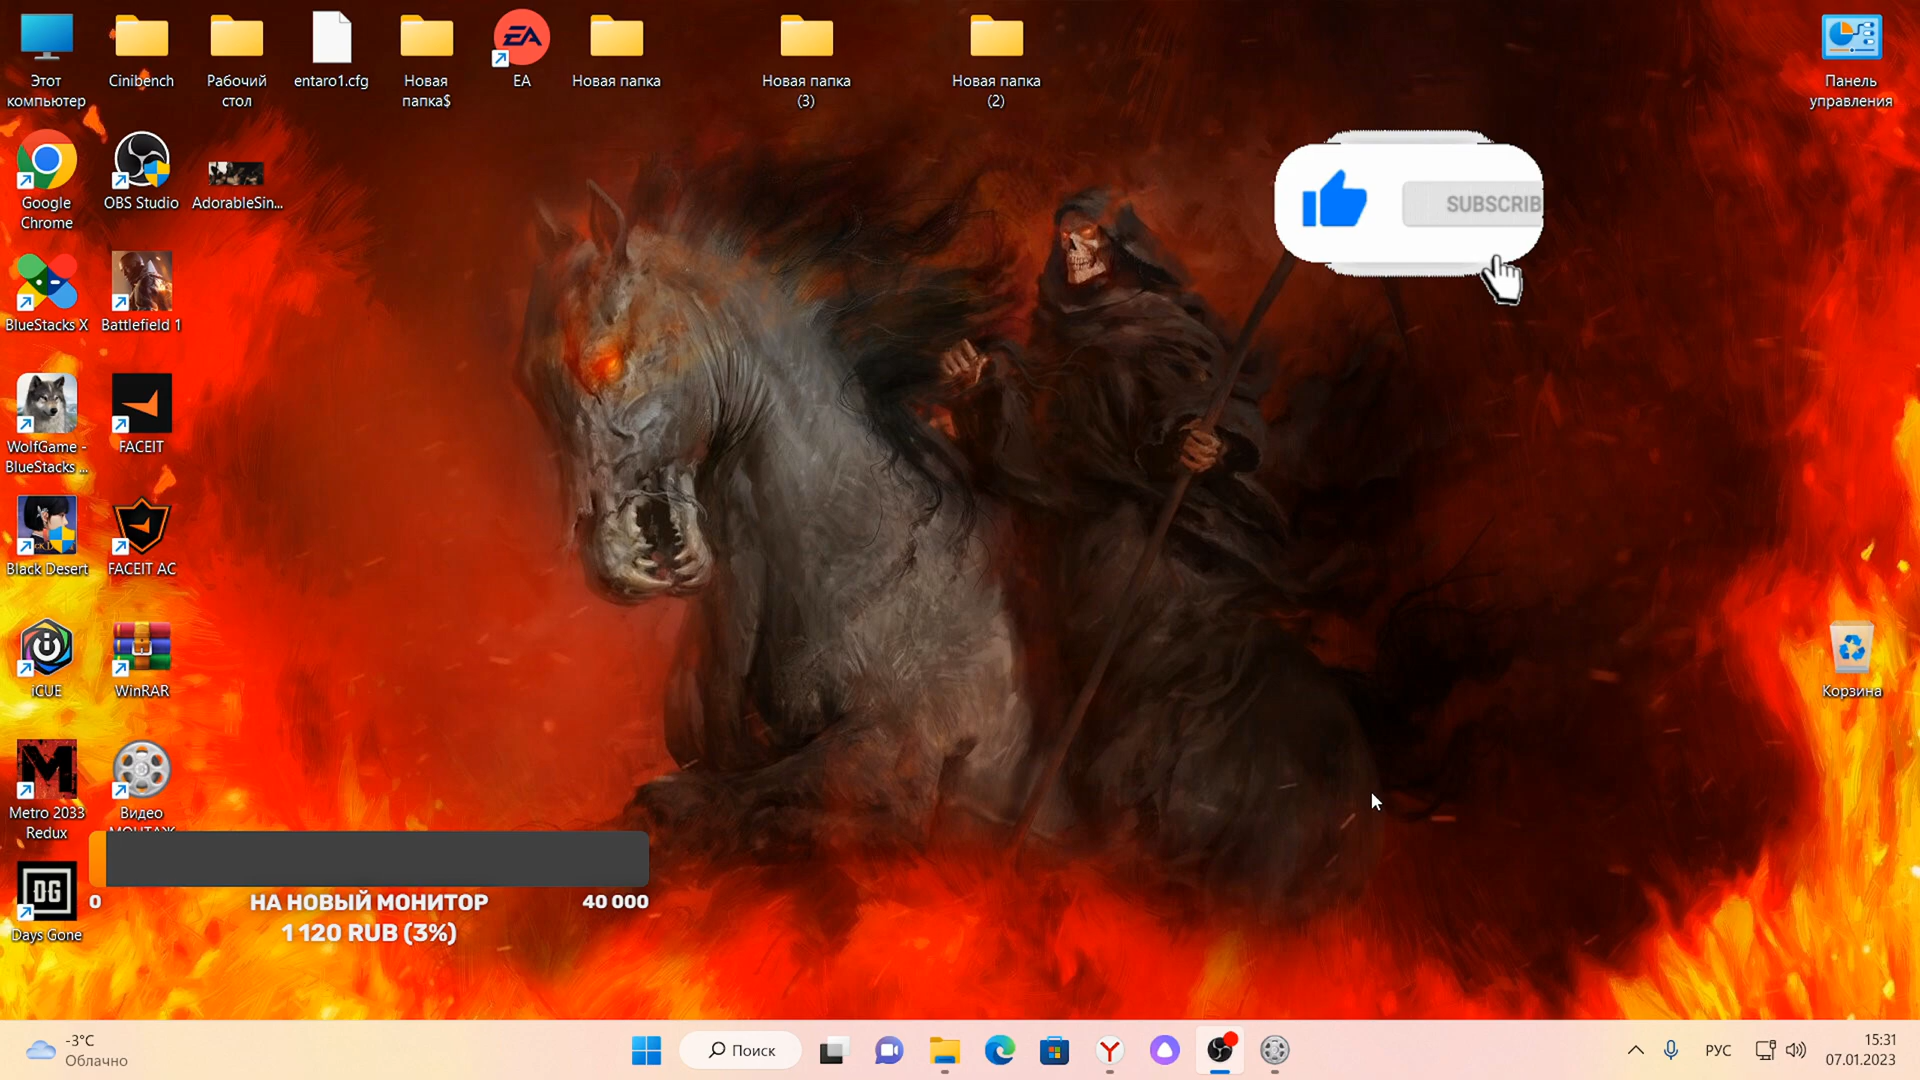 Этот
компьютер
Cinibench
Рабочий
стол
entaro1.cfg
Новая
папка$
EA
EA
Новая папка
Новая папка
(3)
Новая папка
(2)
Панель
управления
Google
Chrome
OBS Studio
AdorableSin...
SUBSCRIB
BlueStacks X
Battlefield 1
WolfGame -
BlueStacks ...
FACEIT
Black Desert
FACEIT AC
iCUE
WinRAR
Корзина
Metro 2033
Redux
Видео
МОНТАЖ
DG
Days Gone
0
НА НОВЫЙ МОНИТОР
40 000
1 120 RUB (3%)
-3°C
Облачно
Поиск
РУС
15:31
07.01.2023